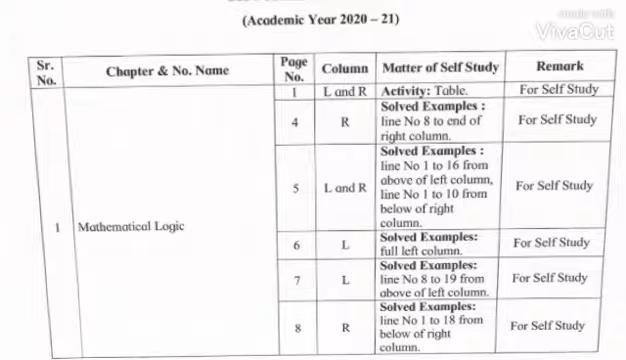 (Academic Year 2020 – 21)
made with
VivaCut
Sr. No. Chapter & No. Name Page No. Column Matter of Self Study Remark
1 L and R Activity: Table. For Self Study
4 R Solved Examples :
line No 8 to end of
right column. For Self Study
5 L and R Solved Examples :
line No 1 to 16 from
above of left column,
line No 1 to 10 from
below of right
column. For Self Study
1 Mathematical Logic
6 L Solved Examples:
full left column. For Self Study
7 L Solved Examples:
line No 8 to 19 from
above of left column. For Self Study
8 R Solved Examples:
line No 1 to 18 from
below of right
column. For Self Study